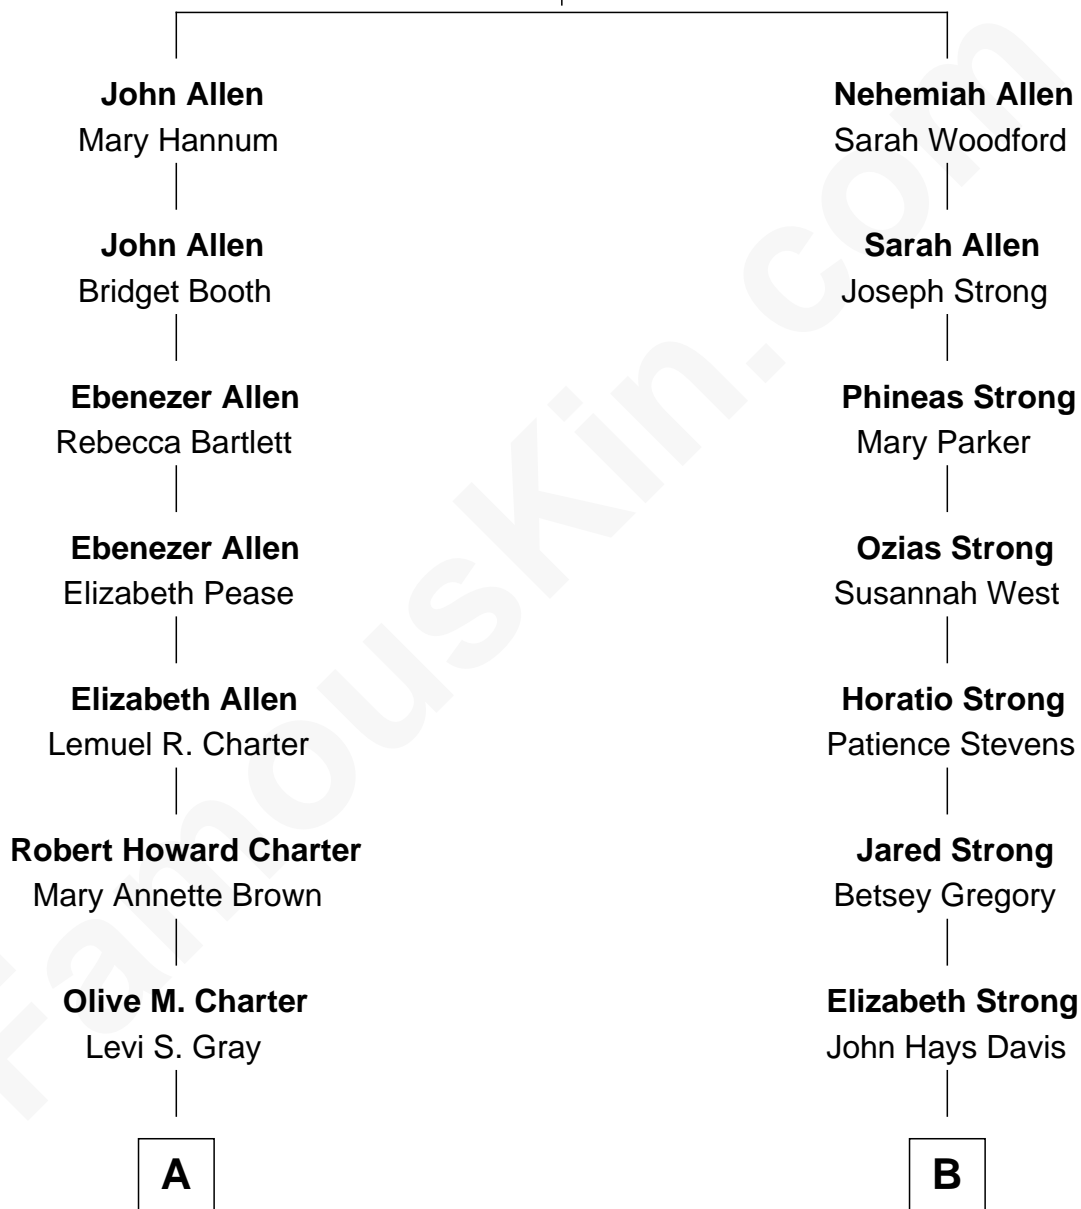 John Allen
Mary Hannum
John Allen
Bridget Booth
Ebenezer Allen
Rebecca Bartlett
Ebenezer Allen
Elizabeth Pease
Elizabeth Allen
Lemuel R. Charter
Robert Howard Charter
Mary Annette Brown
Olive M. Charter
Levi S. Gray
A
Nehemiah Allen
Sarah Woodford
Sarah Allen
Joseph Strong
Phineas Strong
Mary Parker
Ozias Strong
Susannah West
Horatio Strong
Patience Stevens
Jared Strong
Betsey Gregory
Elizabeth Strong
John Hays Davis
B
FamousKin.com